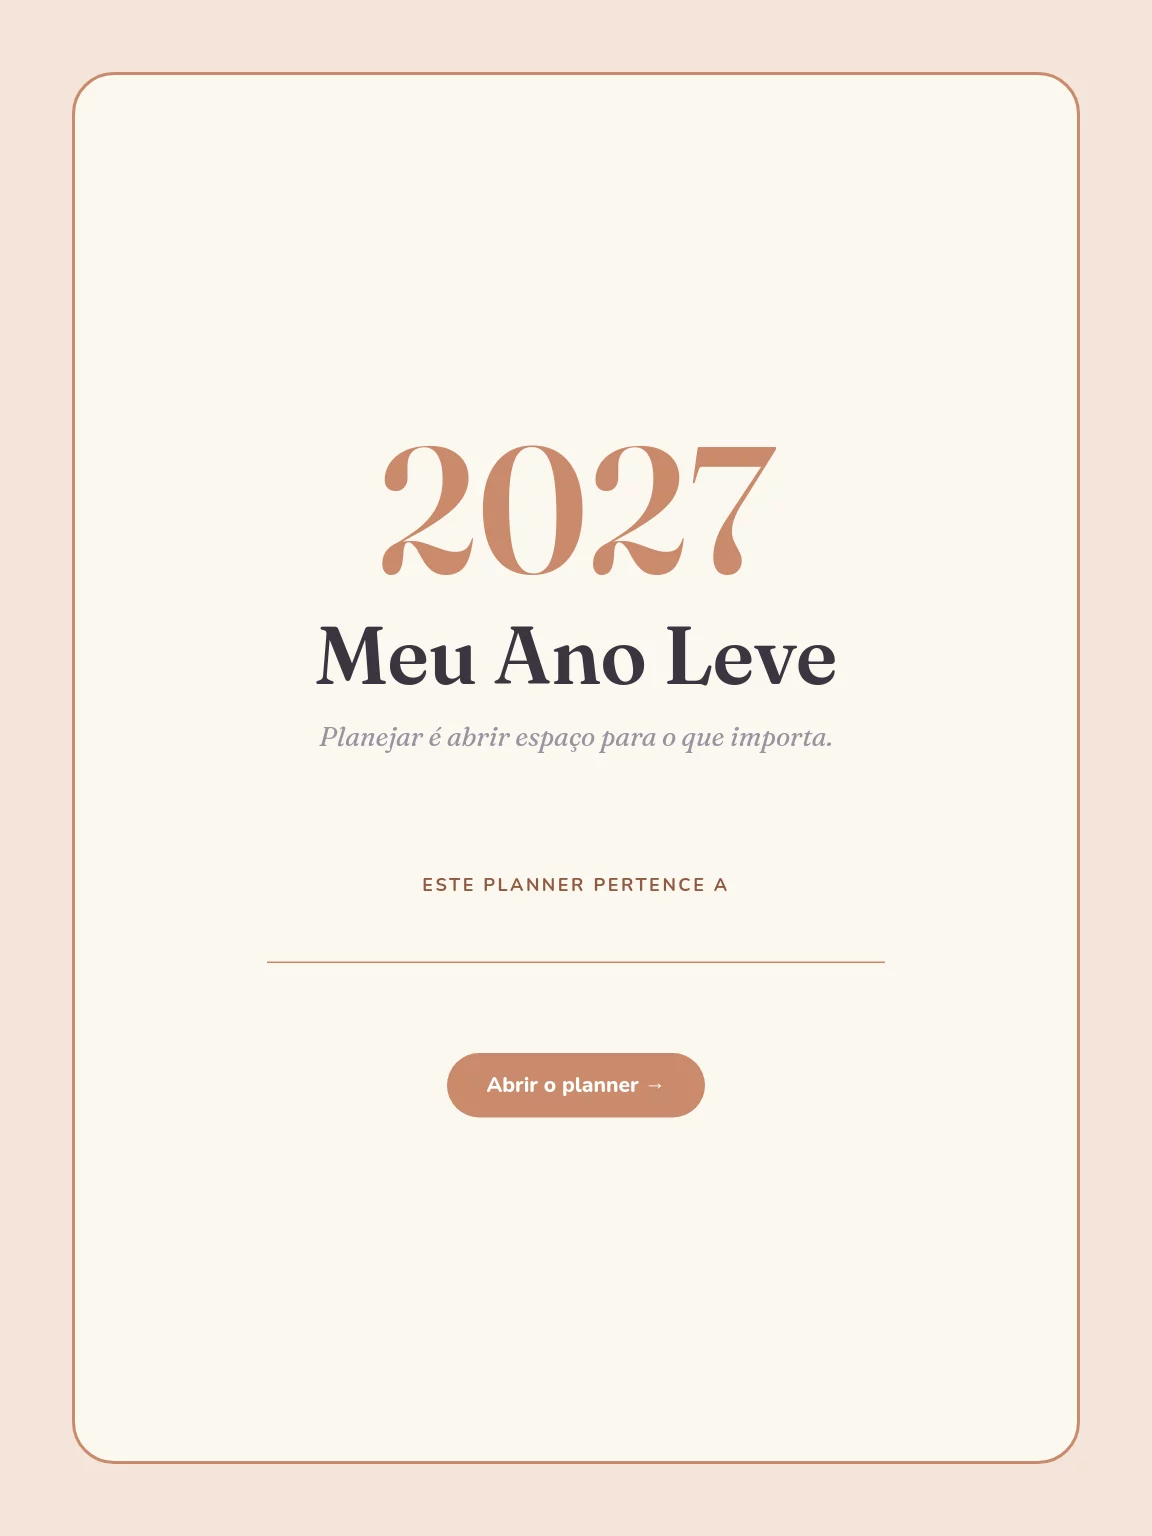 2027
Meu Ano Leve
Planejar é abrir espaço para o que importa.
ESTE PLANNER PERTENCE A
Abrir o planner →